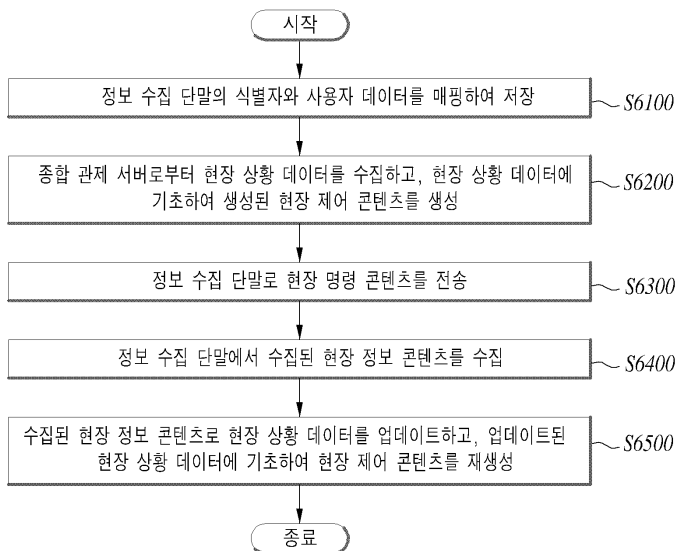 시작
정보 수집 단말의 식별자와 사용자 데이터를 매핑하여 저장
S6100
종합 관제 서버로부터 현장 상황 데이터를 수집하고, 현장 상황 데이터에
기초하여 생성된 현장 제어 콘텐츠를 생성
S6200
정보 수집 단말로 현장 명령 콘텐츠를 전송
S6300
정보 수집 단말에서 수집된 현장 정보 콘텐츠를 수집
S6400
수집된 현장 정보 콘텐츠로 현장 상황 데이터를 업데이트하고, 업데이트된
현장 상황 데이터에 기초하여 현장 제어 콘텐츠를 재생성
S6500
종료